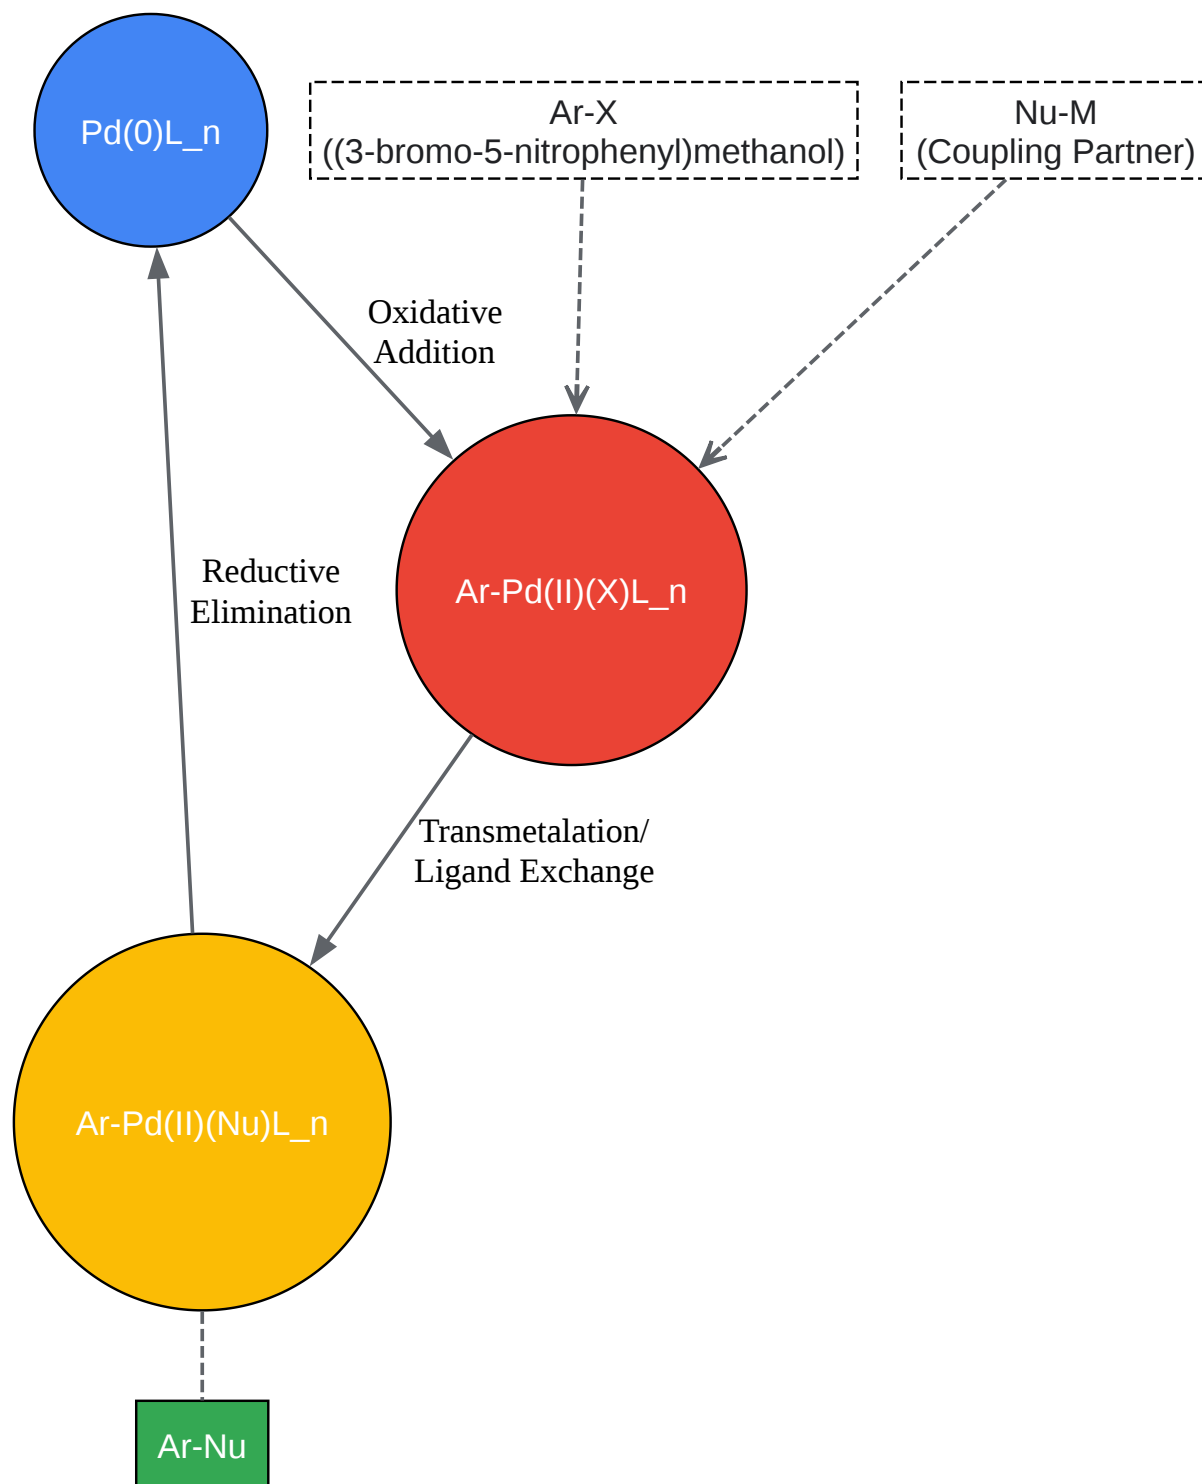 Pd(0)L_n
Ar-X
((3-bromo-5-nitrophenyl)methanol)
Nu-M
(Coupling Partner)
Oxidative
Addition
Reductive
Elimination
Ar-Pd(II)(X)L_n
Transmetalation/
Ligand Exchange
Ar-Pd(II)(Nu)L_n
Ar-Nu